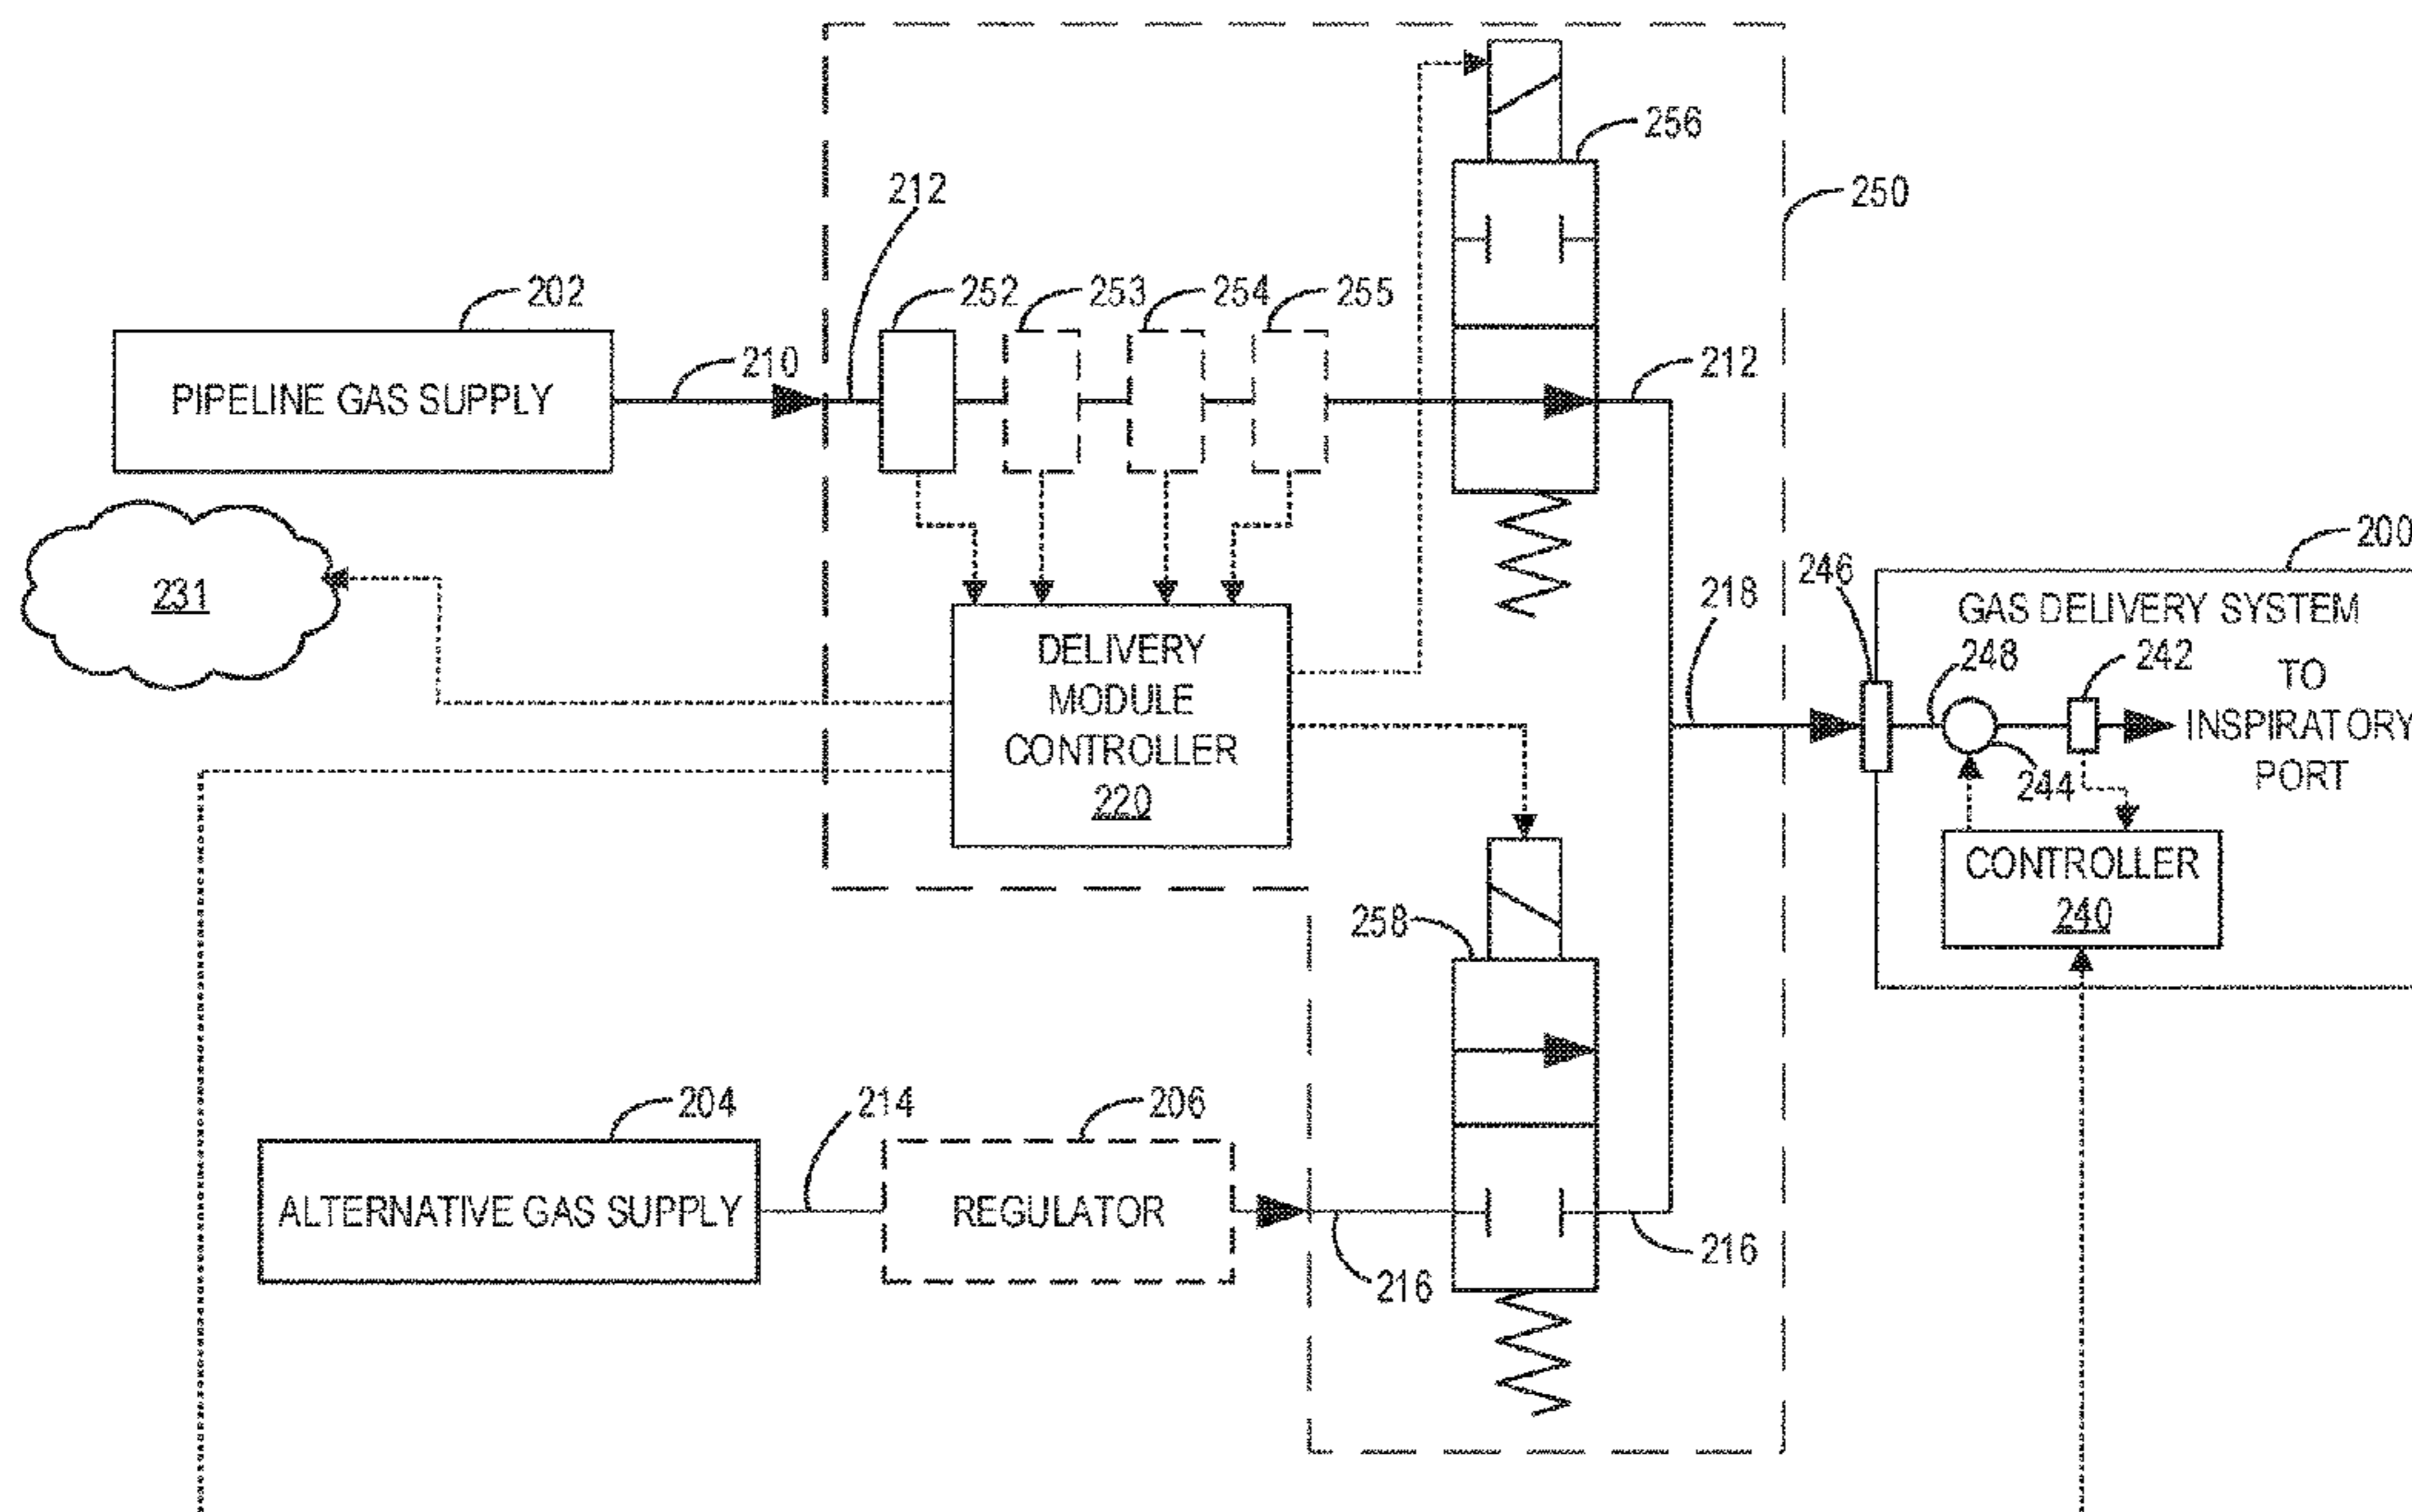 256
212
250
202
252
253
254
255
210
212
PIPELINE GAS SUPPLY
200
246
231
218
GAS DELIVERY SYSTEM
248
242
TO
INSPIRATORY
PORT
244
DELIVERY
MODULE
CONTROLLER
220
CONTROLLER
240
258
204
214
206
ALTERNATIVE GAS SUPPLY
REGULATOR
216
216